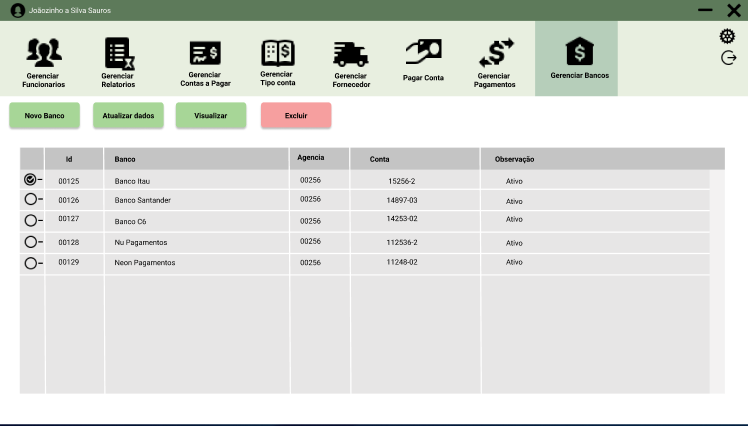 Joãozinho a Silva Sauros
Gerenciar
Funcionarios
Gerenciar
Relatorios
Gerenciar
Contas a Pagar
Gerenciar
Tipo conta
Gerenciar
Fornecedor
Pagar Conta
Gerenciar
Pagamentos
Gerenciar Bancos
Novo Banco Atualizar dados Visualizar Excluir
Id Banco Agencia Conta Observação
00125 Banco Itau 00256 15256-2 Ativo
00126 Banco Santander 00256 14897-03 Ativo
00127 Banco C6 00256 14253-02 Ativo
00128 Nu Pagamentos 00256 112536-2 Ativo
00129 Neon Pagamentos 00256 11248-02 Ativo